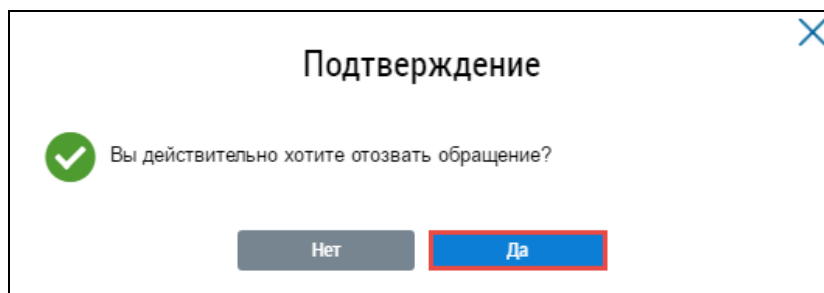 Подтверждение
Вы действительно хотите отозвать обращение?
Нет
Да